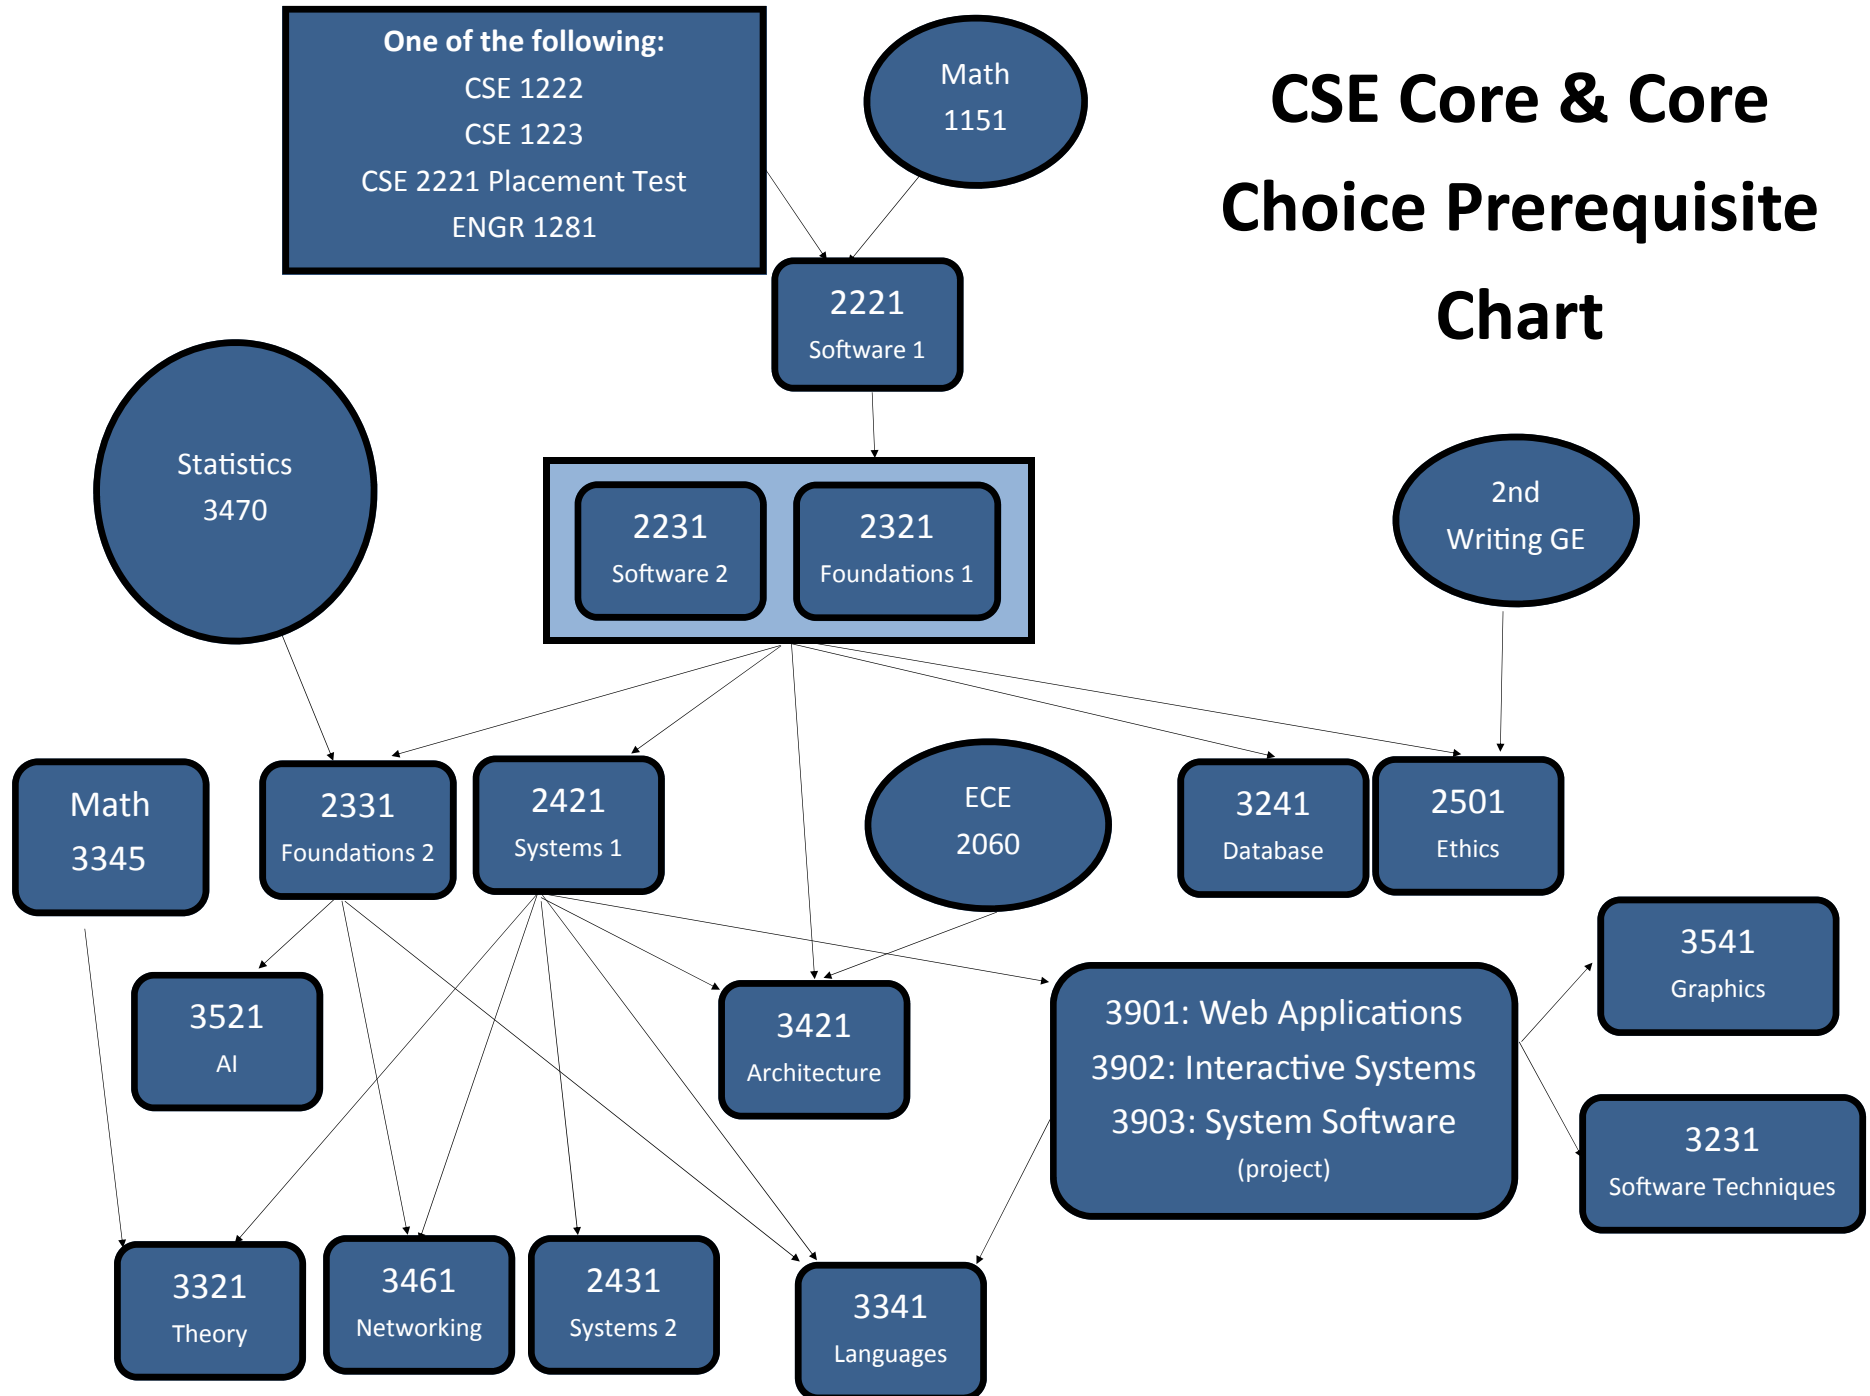 One of the following:
CSE 1222
CSE 1223
CSE 2221 Placement Test
ENGR 1281
Math
1151
CSE Core & Core
Choice Prerequisite
Chart
2221
Software 1
Statistics
3470
2231
Software 2
2321
Foundations 1
2nd
Writing GE
Math
3345
2331
Foundations 2
2421
Systems 1
ECE
2060
3241
Database
2501
Ethics
3521
AI
3421
Architecture
3901: Web Applications
3902: Interactive Systems
3903: System Software
(project)
3541
Graphics
3231
Software Techniques
3321
Theory
3461
Networking
2431
Systems 2
3341
Languages